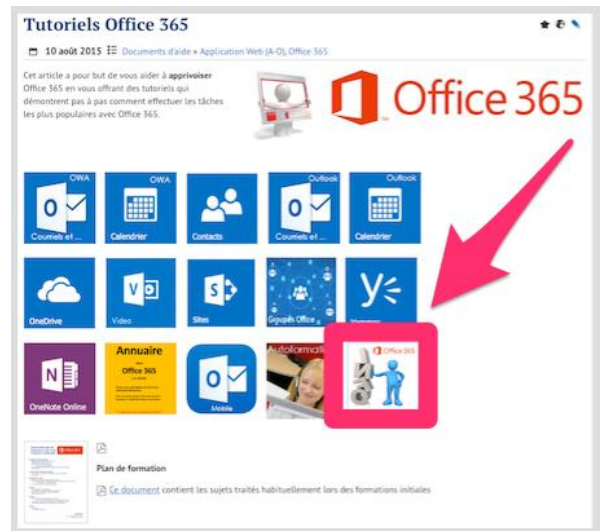 Tutoriels Office 365
10 août 2015 Documents d'aide » Application Web (A-O), Office 365
Cet article a pour but de vous aider à apprivoiser
Office 365 en vous offrant des tutoriels qui
démontrent pas à pas comment effectuer les tâches
les plus populaires avec Office 365.
Office 365
OWA
OWA
Outlook
Outlook
Courriels et ...
Calendrier
Contacts
Courriels et ...
Calendrier
OneDrive
Vidéo
Sites
Groupes Office
OneNote Online
Annuaire
Office 365
Mobile
Autoformati
Office 365
Plan de formation
Ce document contient les sujets traités habituellement lors des formations initiales